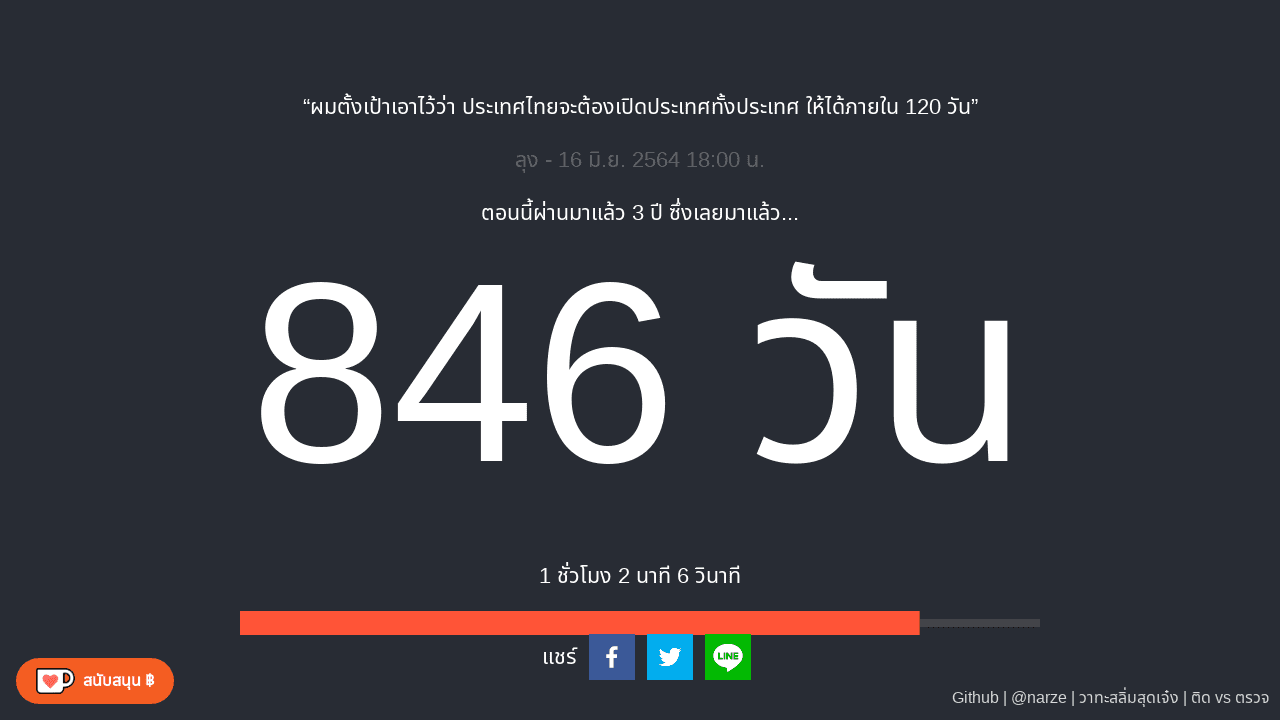 “ผมตั้งเป้าเอาไว้ว่า ประเทศไทยจะต้องเปิดประเทศทั้งประเทศ ให้ได้ภายใน 120 วัน”
ลุง - 16 มิ.ย. 2564 18:00 น.
ตอนนี้ผ่านมาแล้ว 3 ปี ซึ่งเลยมาแล้ว...
846 วัน
1 ชั่วโมง 2 นาที 6 วินาที
แชร์
LINE
สนับสนุน ฿
Github | @narze | วาทะสลิ่มสุดเจ๋ง | ติด vs ตรวจ